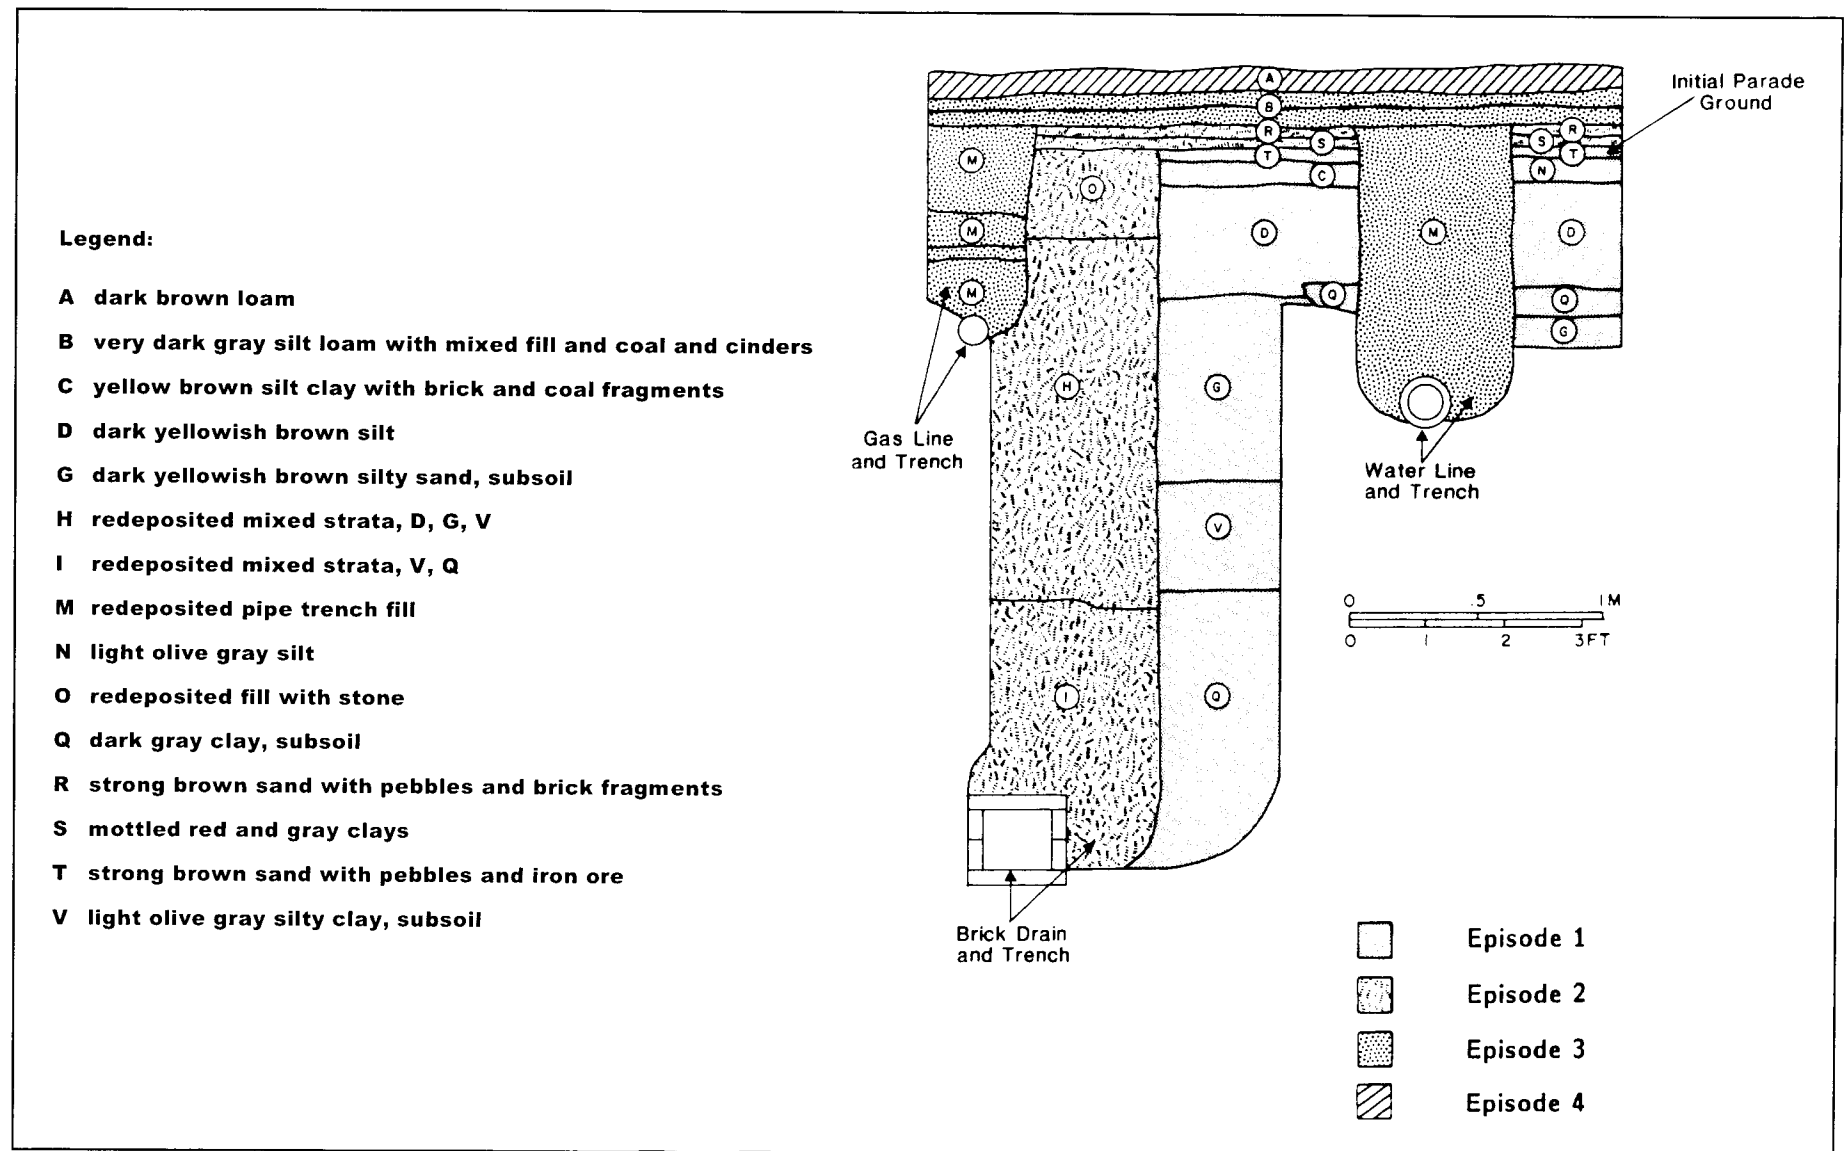 Legend:
A dark brown loam
B very dark gray silt loam with mixed fill and coal and cinders
C yellow brown silt clay with brick and coal fragments
D dark yellowish brown silt
G dark yellowish brown silty sand, subsoil
H redeposited mixed strata, D, G, V
I redeposited mixed strata, V, Q
M redeposited pipe trench fill
N light olive gray silt
O redeposited fill with stone
Q dark gray clay, subsoil
R strong brown sand with pebbles and brick fragments
S mottled red and gray clays
T strong brown sand with pebbles and iron ore
V light olive gray silty clay, subsoil
A
B
R
S
T
C
M
O
D
M
Q
M
H
G
V
I
Q
M
R
S
T
N
D
Q
G
Initial Parade
Ground
Gas Line
and Trench
Water Line
and Trench
0 .5 1M
0 1 2 3FT
Brick Drain
and Trench
Episode 1
Episode 2
Episode 3
Episode 4